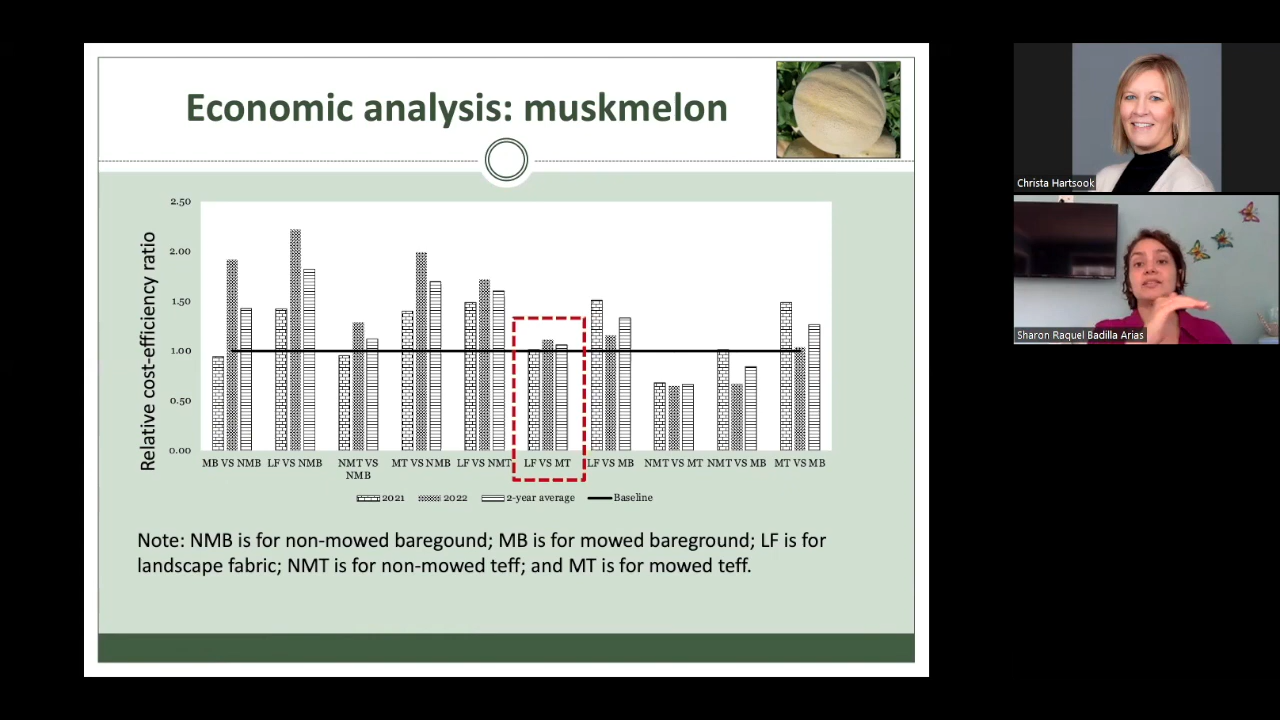 Economic analysis: muskmelon
Relative cost-efficiency ratio
2.50
2.00
1.50
1.00
0.50
0.00
MB VS NMB LF VS NMB NMT VS NMB MT VS NMB LF VS NMT LF VS MT LF VS MB NMT VS MT NMT VS MB MT VS MB
2021 2022 2-year average Baseline
Note: NMB is for non-mowed baregound; MB is for mowed bareground; LF is for
landscape fabric; NMT is for non-mowed teff; and MT is for mowed teff.
Christa Hartsook
Sharon Raquel Badilla Arias